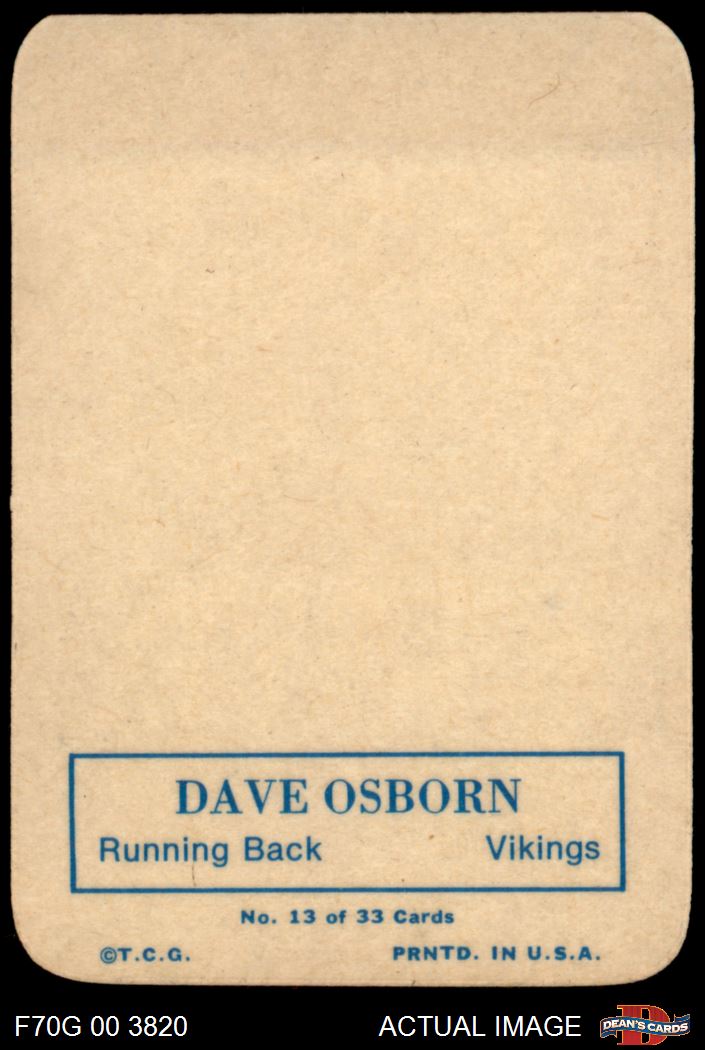 DAVE OSBORN
Running Back Vikings
No. 13 of 33 Cards
©T.C.G. PRNTD. IN U.S.A.
F70G 00 3820 ACTUAL IMAGE D DEAN'S CARDS